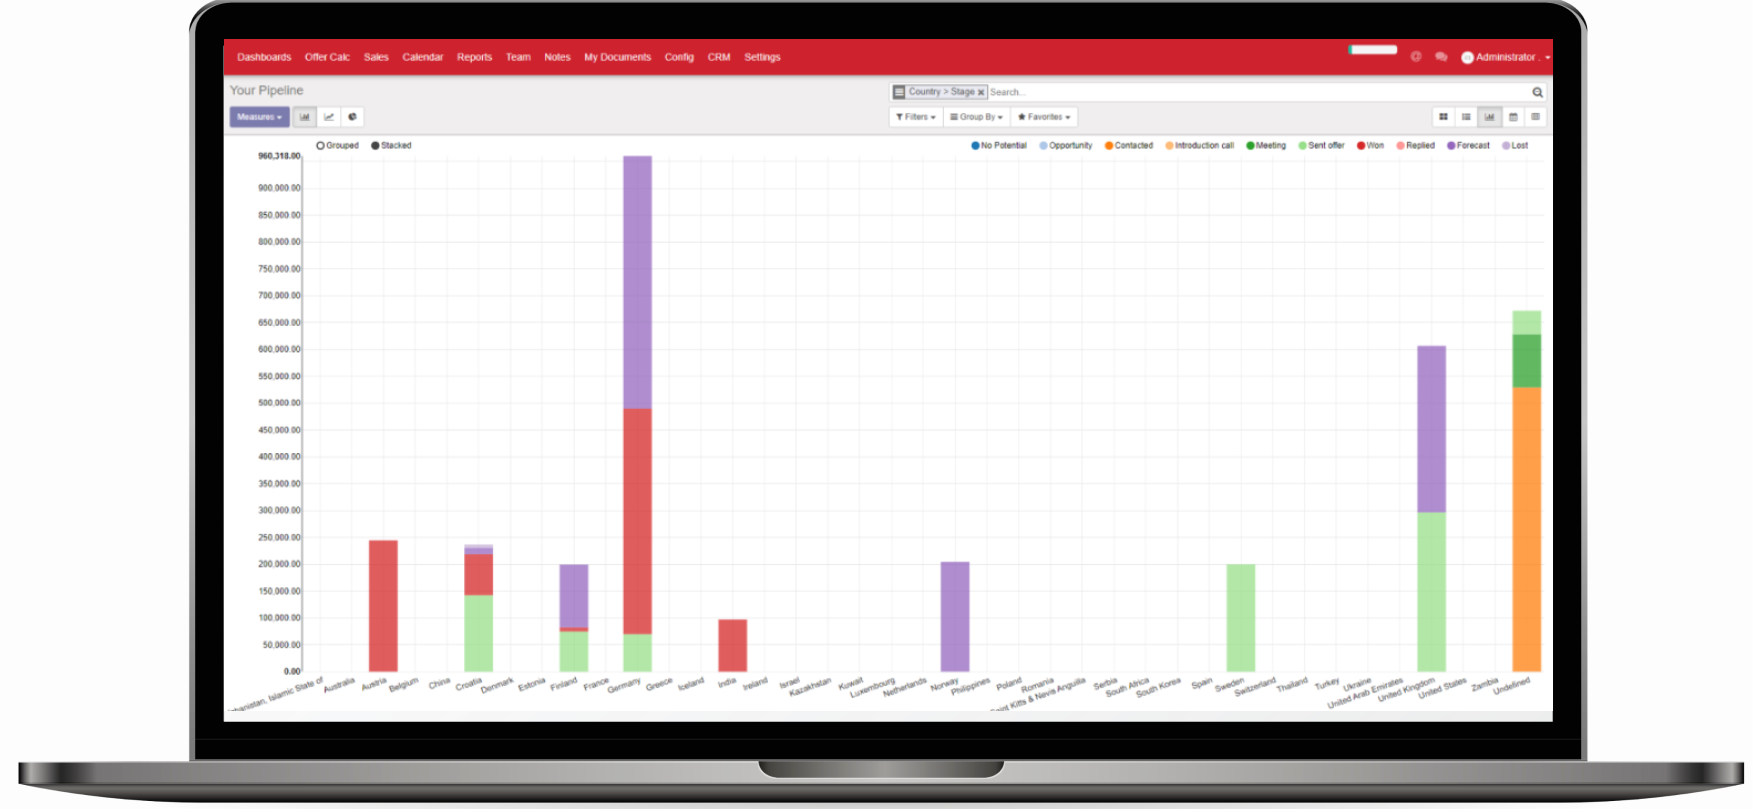 Dashboards Offer Calc Sales Calendar Reports Team Notes My Documents Config CRM Settings Administrator .
Your Pipeline
Country > Stage x Search...
Measures
Filters Group By Favorites
Grouped Stacked
No Potential Opportunity Contacted Introduction call Meeting Sent offer Won Replied Forecast Lost
960,318.00
900,000.00
850,000.00
800,000.00
750,000.00
700,000.00
650,000.00
600,000.00
550,000.00
500,000.00
450,000.00
400,000.00
350,000.00
300,000.00
250,000.00
200,000.00
150,000.00
100,000.00
50,000.00
0.00
Islamic State of
Australia
Austria
Belgium
China
Croatia
Denmark
Estonia
Finland
France
Germany
Greece
Iceland
India
Ireland
Israel
Kazakhstan
Kuwait
Luxembourg
Netherlands
Norway
Philippines
Poland
Romania
Kitts & Nevis Anguilla
Serbia
South Africa
South Korea
Spain
Sweden
Switzerland
Thailand
Turkey
Ukraine
United Arab Emirates
United Kingdom
United States
Zambia
Undefined